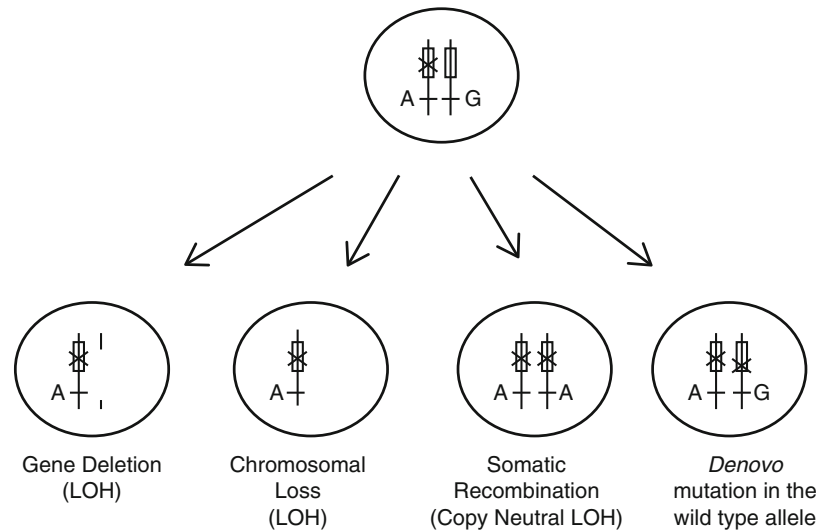 A G
A
A
A A
A G
Gene Deletion
(LOH)
Chromosomal
Loss
(LOH)
Somatic
Recombination
(Copy Neutral LOH)
Denovo
mutation in the
wild type allele